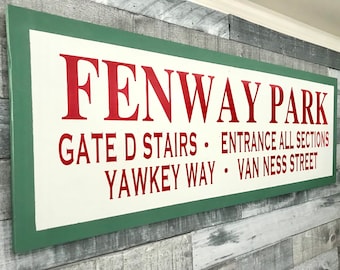 FENWAY PARK
GATE D STAIRS • ENTRANCE ALL SECTIONS
YAWKEY WAY • VAN NESS STREET